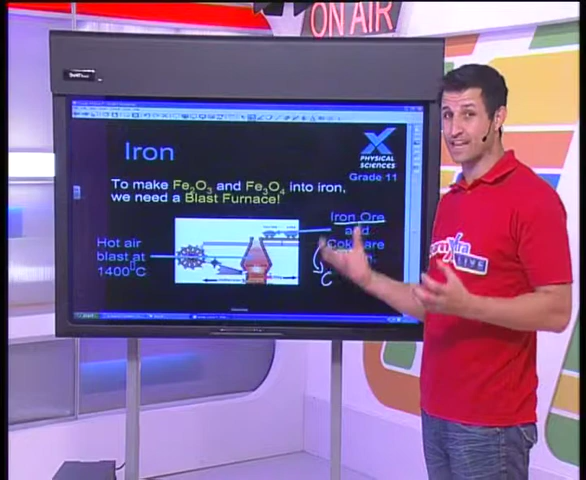 ON AIR
Iron
X
PHYSICAL
SCIENCES
Grade 11
To make Fe2O3 and Fe3O4 into iron,
we need a Blast Furnace!
Hot air
blast at
1400°C
Iron Ore
and
Coke are
C
LIVE